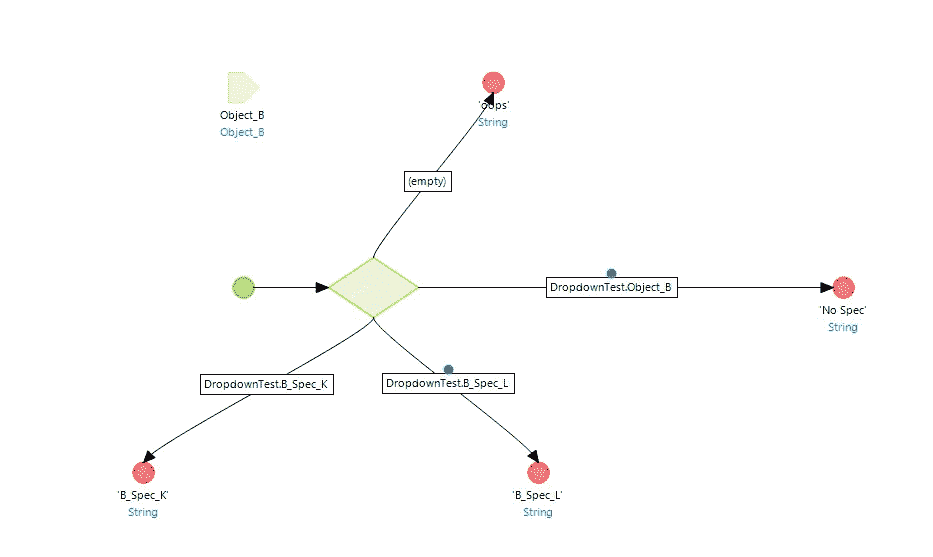 Object_B
Object_B
'oops'
String
(empty)
DropdownTest.Object_B
'No Spec'
String
DropdownTest.B_Spec_K
DropdownTest.B_Spec_L
'B_Spec_K'
String
'B_Spec_L'
String